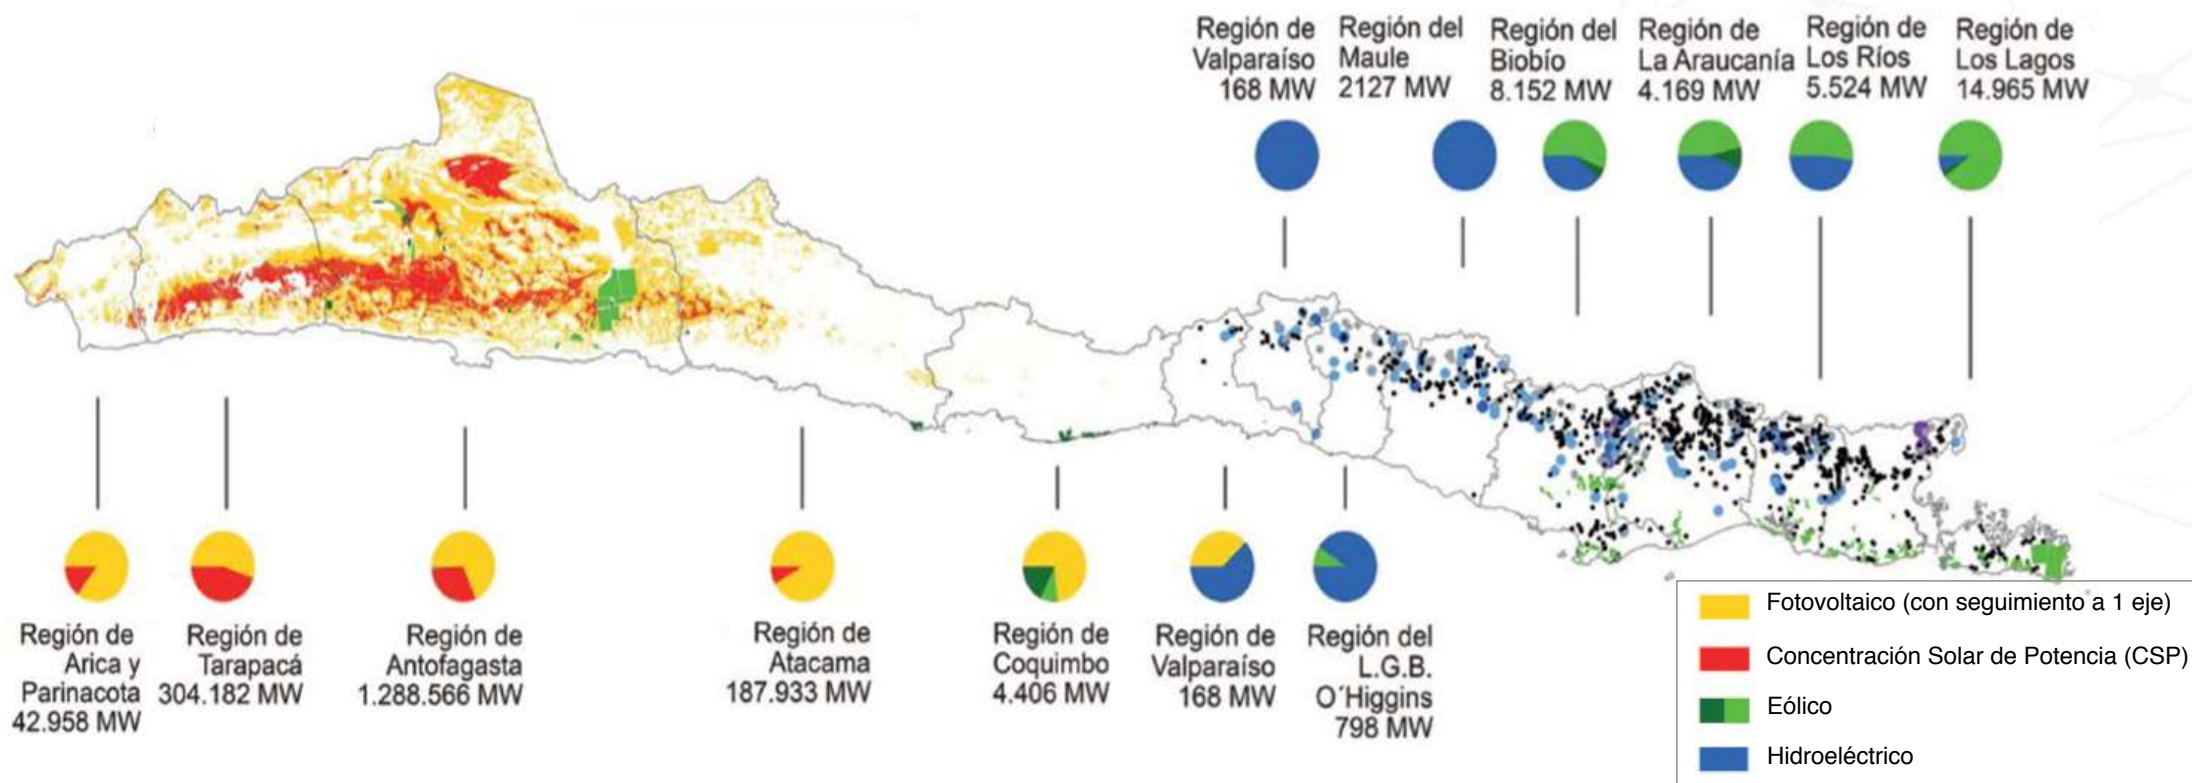 Región de
Valparaíso
168 MW
Región del
Maule
2127 MW
Región del
Biobío
8.152 MW
Región de
La Araucanía
4.169 MW
Región de
Los Ríos
5.524 MW
Región de
Los Lagos
14.965 MW
Región de
Arica y
Parinacota
42.958 MW
Región de
Tarapacá
304.182 MW
Región de
Antofagasta
1.288.566 MW
Región de
Atacama
187.933 MW
Región de
Coquimbo
4.406 MW
Región de
Valparaíso
168 MW
Región del
L.G.B.
O´Higgins
798 MW
Fotovoltaico (con seguimiento a 1 eje)
Concentración Solar de Potencia (CSP)
Eólico
Hidroeléctrico